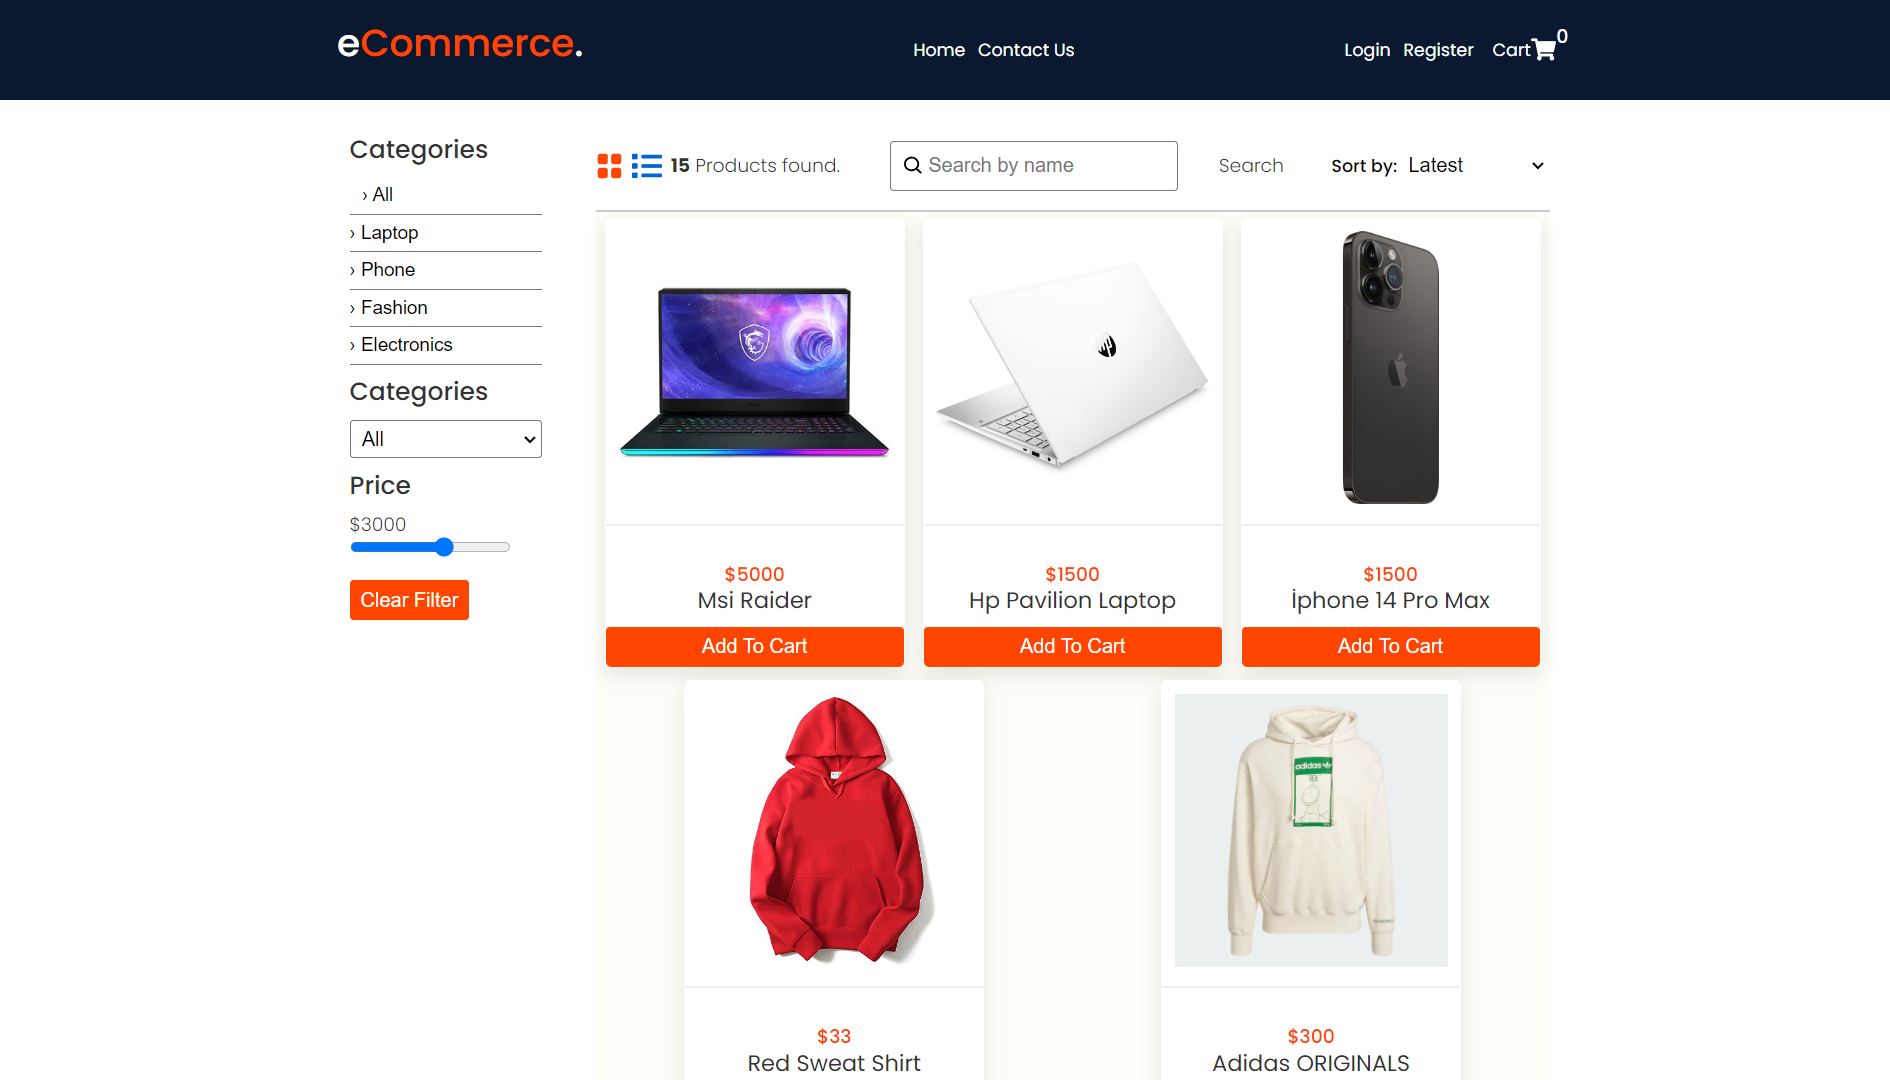 eCommerce.
Home Contact Us
Login Register Cart 0
Categories
› All
› Laptop
› Phone
› Fashion
› Electronics
Categories
All
Price
$3000
Clear Filter
15 Products found.
Search by name
Search
Sort by: Latest
$5000
Msi Raider
Add To Cart
$1500
Hp Pavilion Laptop
Add To Cart
$1500
İphone 14 Pro Max
Add To Cart
adidas
$33
Red Sweat Shirt
$300
Adidas ORIGINALS